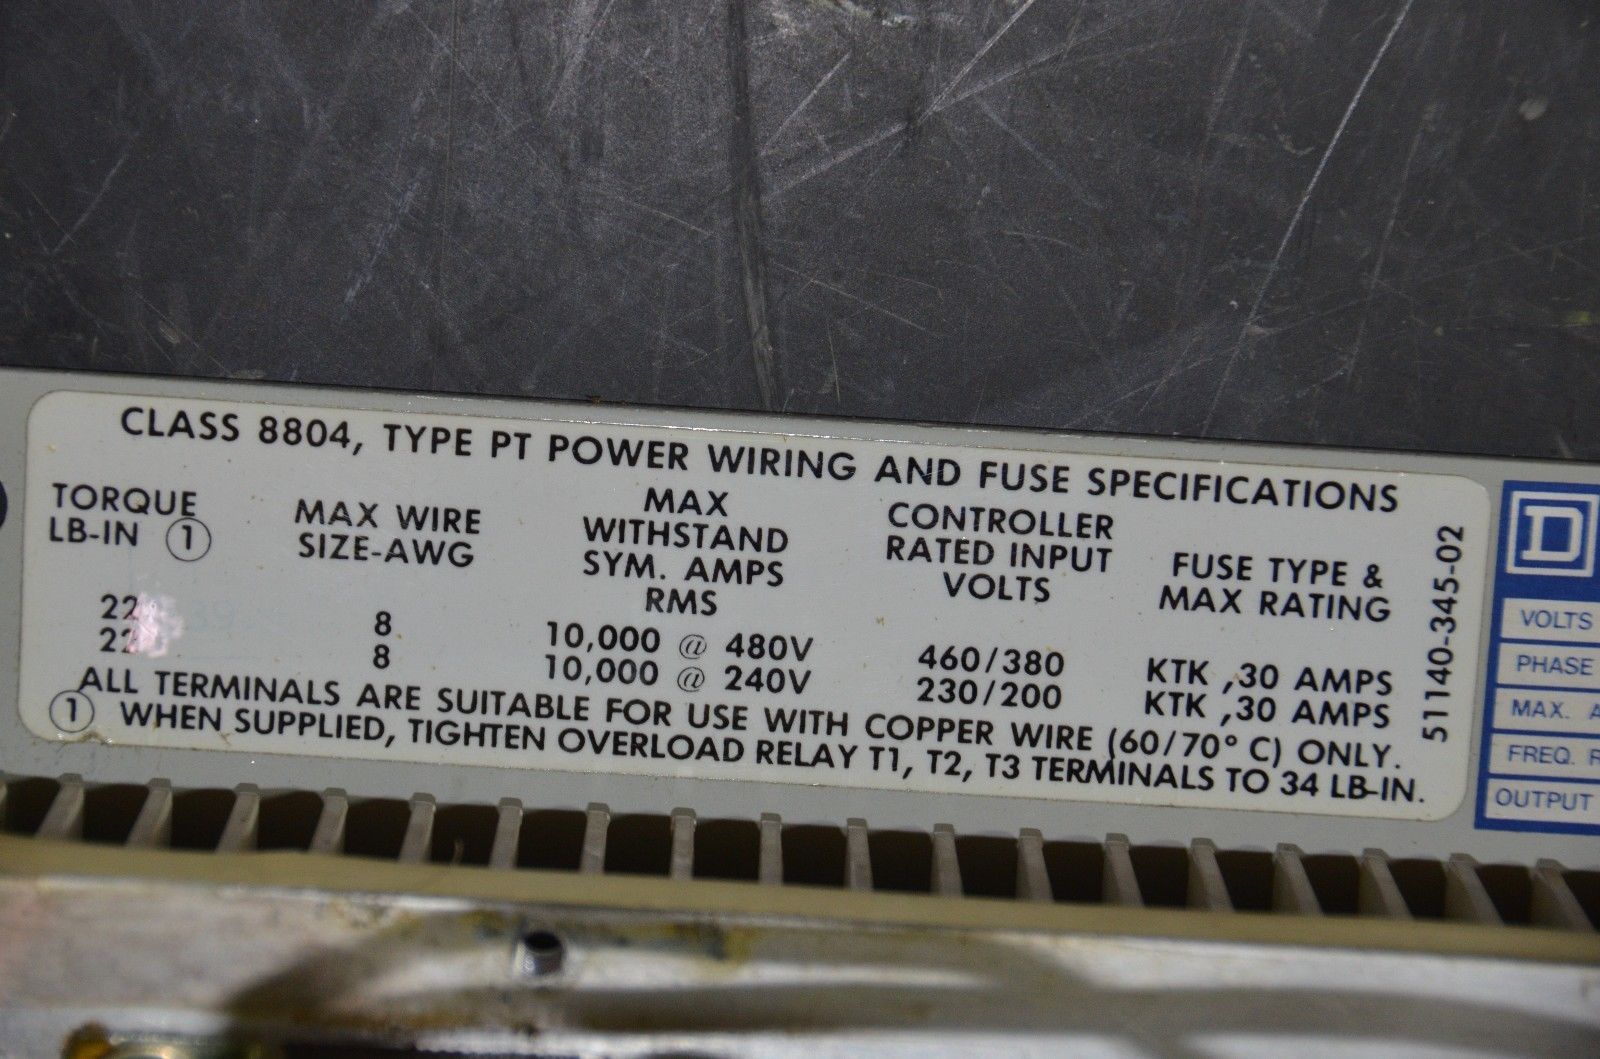 CLASS 8804, TYPE PT POWER WIRING AND FUSE SPECIFICATIONS
TORQUE LB-IN ①
MAX WIRE SIZE-AWG
MAX WITHSTAND SYM. AMPS RMS
CONTROLLER RATED INPUT VOLTS
FUSE TYPE & MAX RATING
8 10,000 @ 480V 460/380 KTK ,30 AMPS
8 10,000 @ 240V 230/200 KTK ,30 AMPS
ALL TERMINALS ARE SUITABLE FOR USE WITH COPPER WIRE (60/70° C) ONLY.
① WHEN SUPPLIED, TIGHTEN OVERLOAD RELAY T1, T2, T3 TERMINALS TO 34 LB-IN.
51140-345-02
D
VOLTS
PHASE
MAX.
FREQ.
OUTPUT